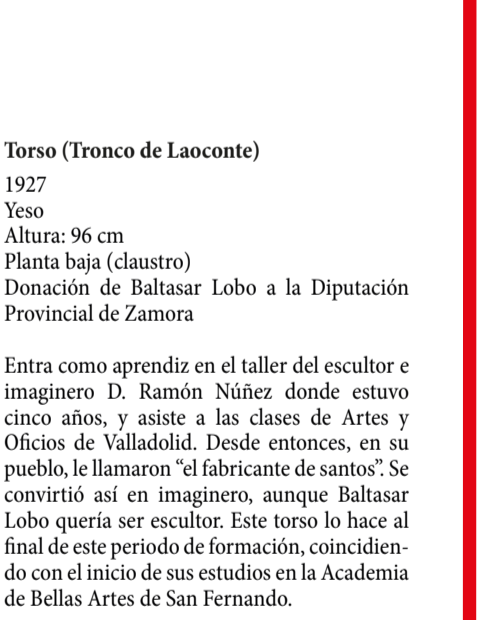 Torso (Tronco de Laoconte)
1927
Yeso
Altura: 96 cm
Planta baja (claustro)
Donación de Baltasar Lobo a la Diputación
Provincial de Zamora
Entra como aprendiz en el taller del escultor e
imaginero D. Ramón Núñez donde estuvo
cinco años, y asiste a las clases de Artes y
Oficios de Valladolid. Desde entonces, en su
pueblo, le llamaron “el fabricante de santos”. Se
convirtió así en imaginero, aunque Baltasar
Lobo quería ser escultor. Este torso lo hace al
final de este periodo de formación, coincidien-
do con el inicio de sus estudios en la Academia
de Bellas Artes de San Fernando.